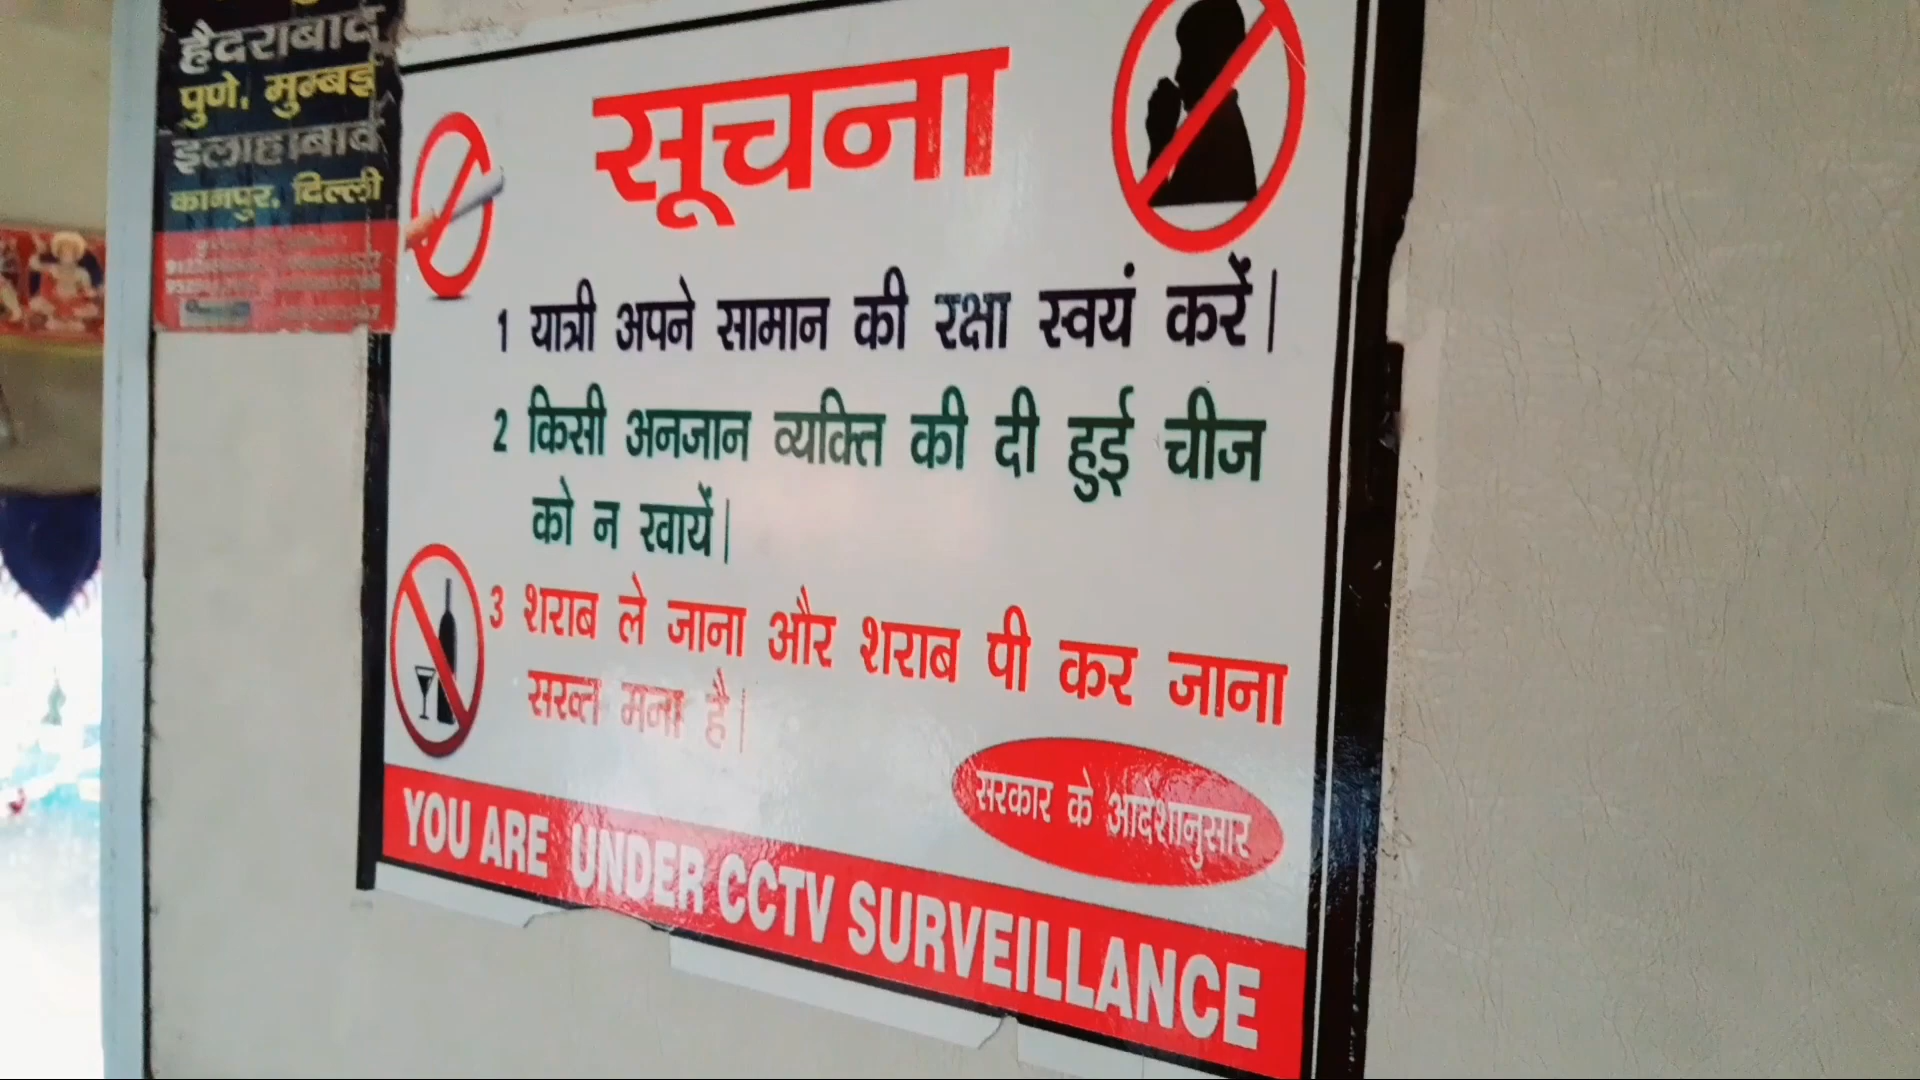 हैदराबाद
पुणे, मुम्बई
इलाहाबाद
कानपुर, दिल्ली
सूचना
1 यात्री अपने सामान की रक्षा स्वयं करें।
2 किसी अनजान व्यक्ति की दी हुई चीज
को न खायें।
3 शराब ले जाना और शराब पी कर जाना
सख्त मना है।
सरकार के आदेशानुसार
YOU ARE UNDER CCTV SURVEILLANCE